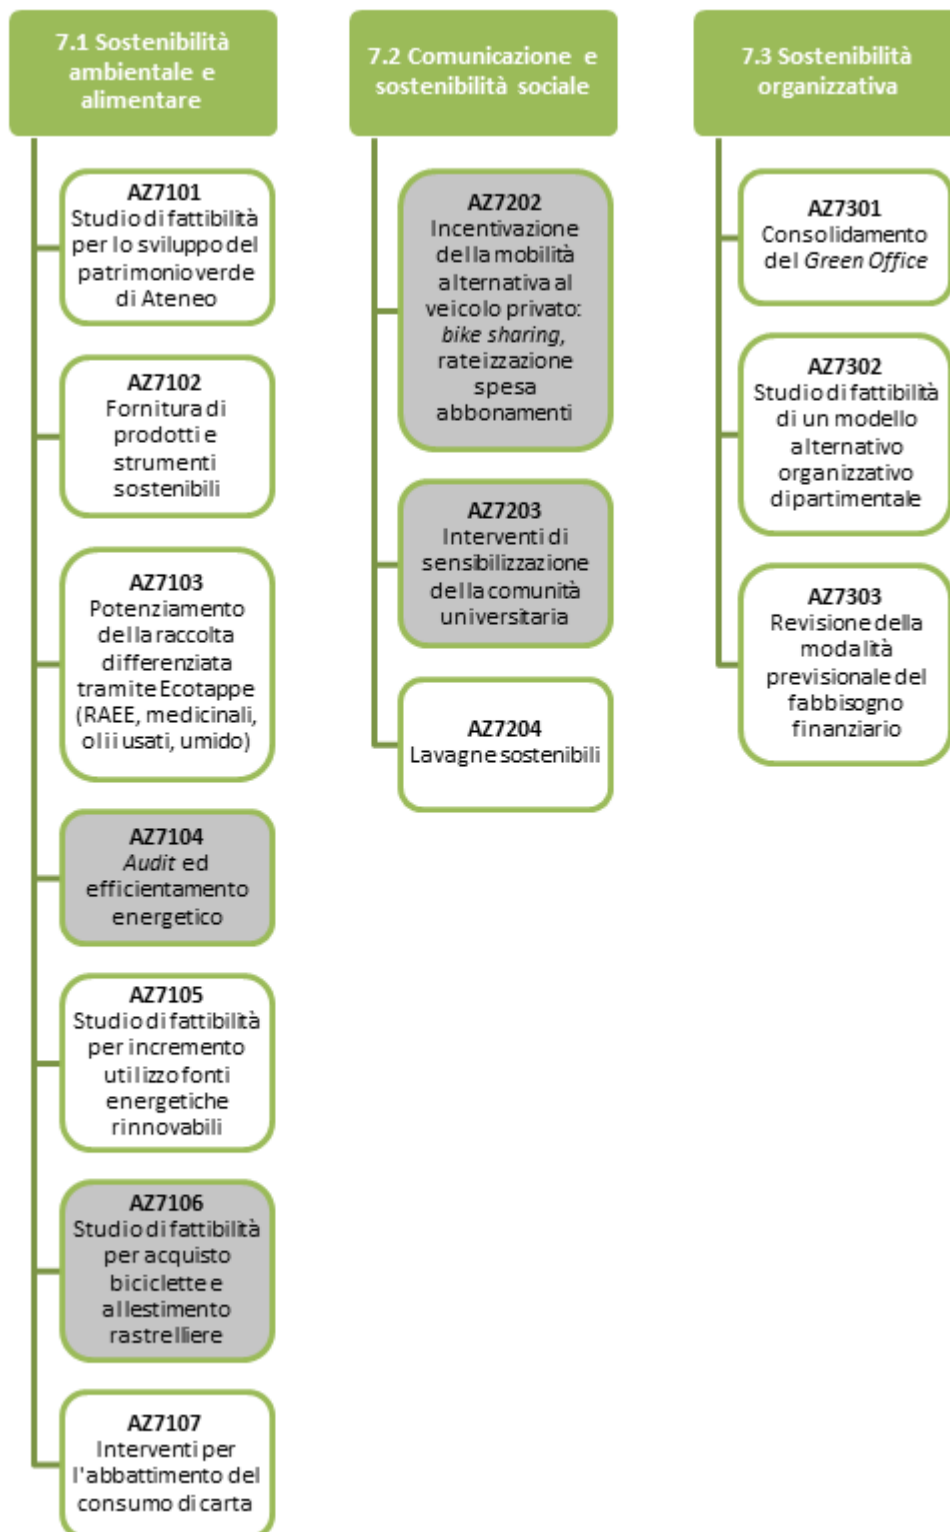 7.1 Sostenibilità
ambientale e
alimentare
AZ7101
Studio di fattibilità
per lo sviluppo del
patrimonio verde
di Ateneo
AZ7102
Fornitura di
prodotti e
strumenti
sostenibili
AZ7103
Potenziamento
della raccolta
differenziata
tramite Ecotappe
(RAEE, medicinali,
olii usati, umido)
AZ7104
Audit ed
efficientamento
energetico
AZ7105
Studio di fattibilità
per incremento
utilizzo fonti
energetiche
rinnovabili
AZ7106
Studio di fattibilità
per acquisto
biciclette e
allestimento
rastrelliere
AZ7107
Interventi per
l'abbattimento del
consumo di carta
7.2 Comunicazione e
sostenibilità sociale
AZ7202
Incentivazione
della mobilità
alternativa al
veicolo privato:
bike sharing,
rateizzazione
spesa
abbonamenti
AZ7203
Interventi di
sensibilizzazione
della comunità
universitaria
AZ7204
Lavagne sostenibili
7.3 Sostenibilità
organizzativa
AZ7301
Consolidamento
del Green Office
AZ7302
Studio di fattibilità
di un modello
alternativo
organizzativo
dipartimentale
AZ7303
Revisione della
modalità
previsionale del
fabbisogno
finanziario